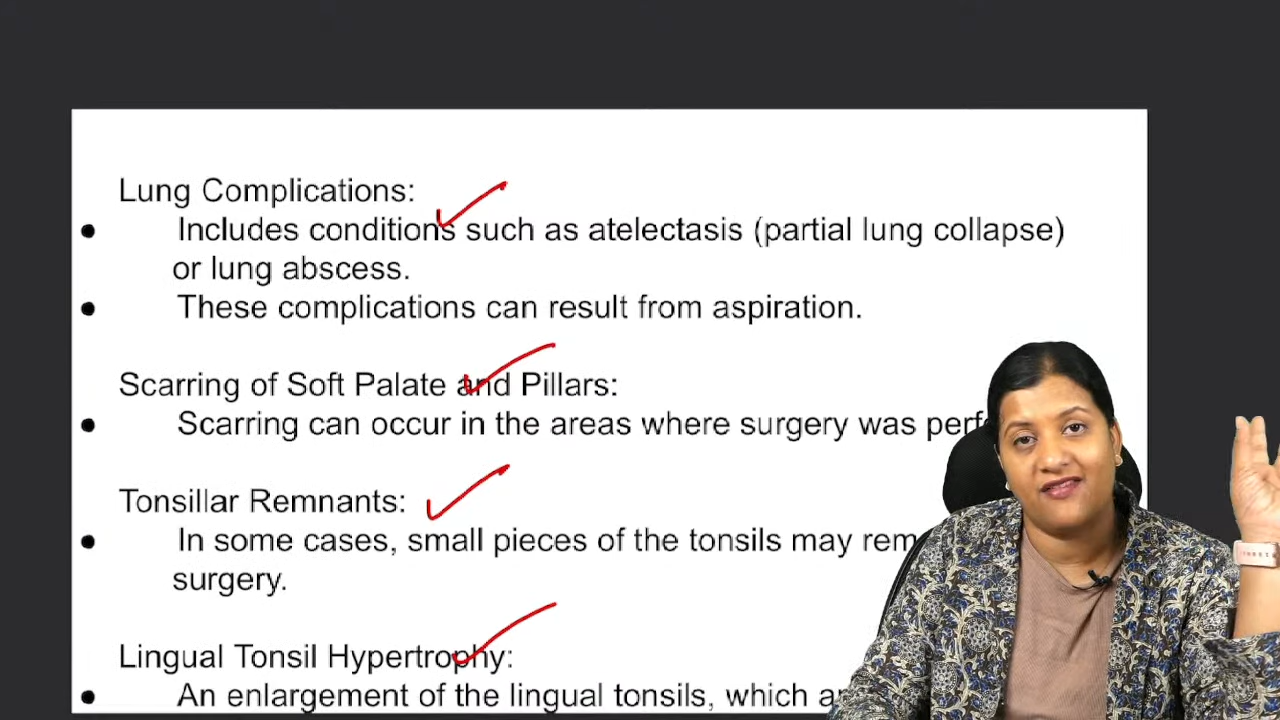 Lung Complications:
● Includes conditions such as atelectasis (partial lung collapse)
or lung abscess.
● These complications can result from aspiration.
Scarring of Soft Palate and Pillars:
● Scarring can occur in the areas where surgery was
Tonsillar Remnants:
● In some cases, small pieces of the tonsils may
surgery.
Lingual Tonsil Hypertrophy:
● An enlargement of the lingual tonsils, which